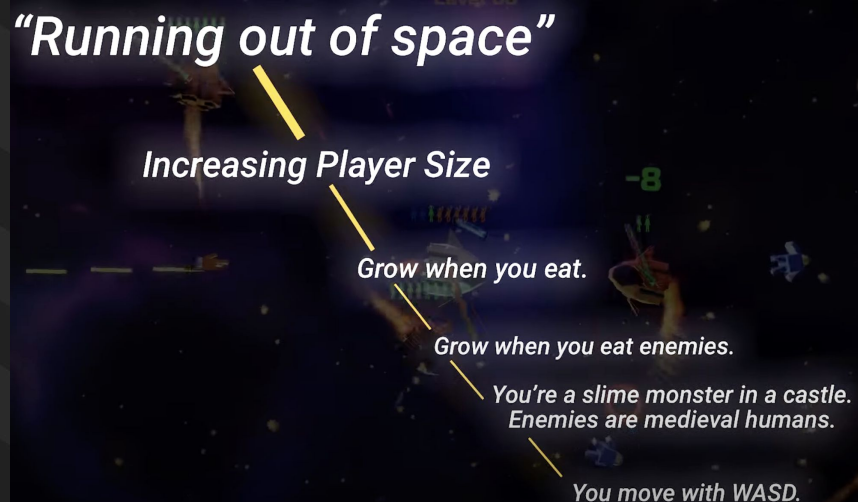 “Running out of space”
Increasing Player Size
-8
Grow when you eat.
Grow when you eat enemies.
You’re a slime monster in a castle.
Enemies are medieval humans.
You move with WASD.